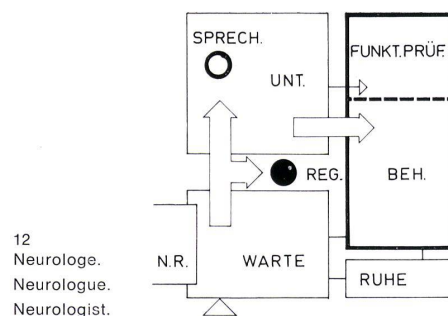 SPRECH.
UNT.
FUNKT.PRÜF.
REG.
BEH.
N.R.
WARTE
RUHE
12
Neurologe.
Neurologue.
Neurologist.